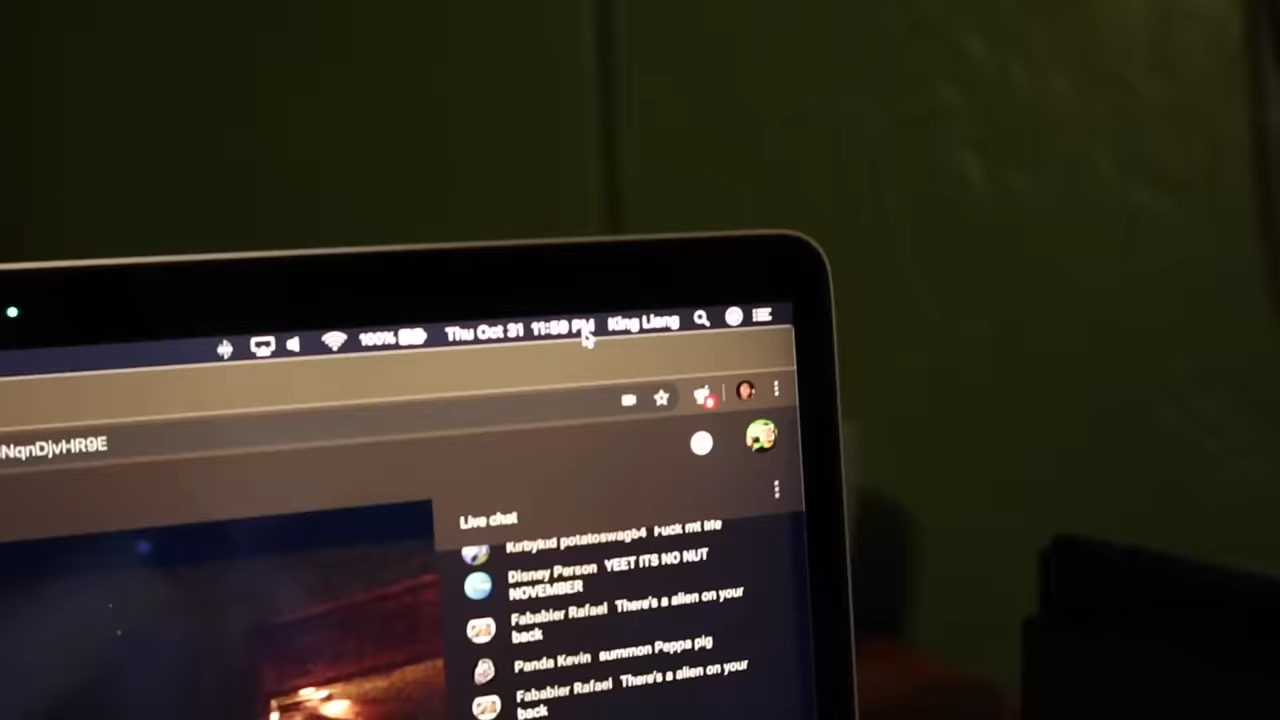 100% Thu Oct 31 11:59 PM King Liang
NqnDjvHR9E
Live chat
Kirbykid potatoswag64 Fuck mt life
Disney Person YEET ITS NO NUT
NOVEMBER
Fababler Rafael There's a alien on your
back
Panda Kevin summon Peppa pig
Fababler Rafael There's a alien on your
back